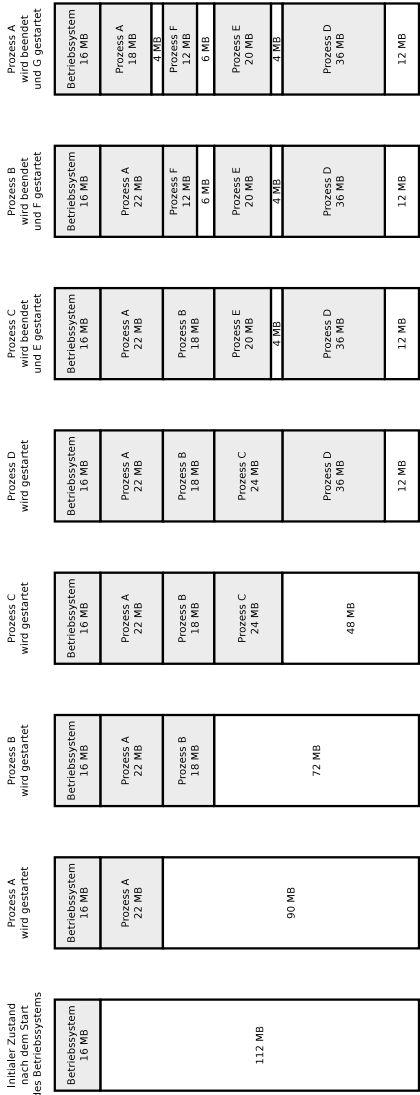 Initialer Zustand
nach dem Start
des Betriebssystems
Betriebssystem
16 MB
112 MB
Prozess A
wird gestartet
Betriebssystem
16 MB
Prozess A
22 MB
90 MB
Prozess B
wird gestartet
Betriebssystem
16 MB
Prozess A
22 MB
Prozess B
18 MB
72 MB
Prozess C
wird gestartet
Betriebssystem
16 MB
Prozess A
22 MB
Prozess B
18 MB
Prozess C
24 MB
48 MB
Prozess D
wird gestartet
Betriebssystem
16 MB
Prozess A
22 MB
Prozess B
18 MB
Prozess C
24 MB
Prozess D
36 MB
12 MB
Prozess C
wird beendet
und E gestartet
Betriebssystem
16 MB
Prozess A
22 MB
Prozess B
18 MB
Prozess E
20 MB
4 MB
Prozess D
36 MB
12 MB
Prozess B
wird beendet
und F gestartet
Betriebssystem
16 MB
Prozess A
22 MB
Prozess F
12 MB
6 MB
Prozess E
20 MB
4 MB
Prozess D
36 MB
12 MB
Prozess A
wird beendet
und G gestartet
Betriebssystem
16 MB
Prozess A
18 MB
4 MB
Prozess F
12 MB
6 MB
Prozess E
20 MB
4 MB
Prozess D
36 MB
12 MB